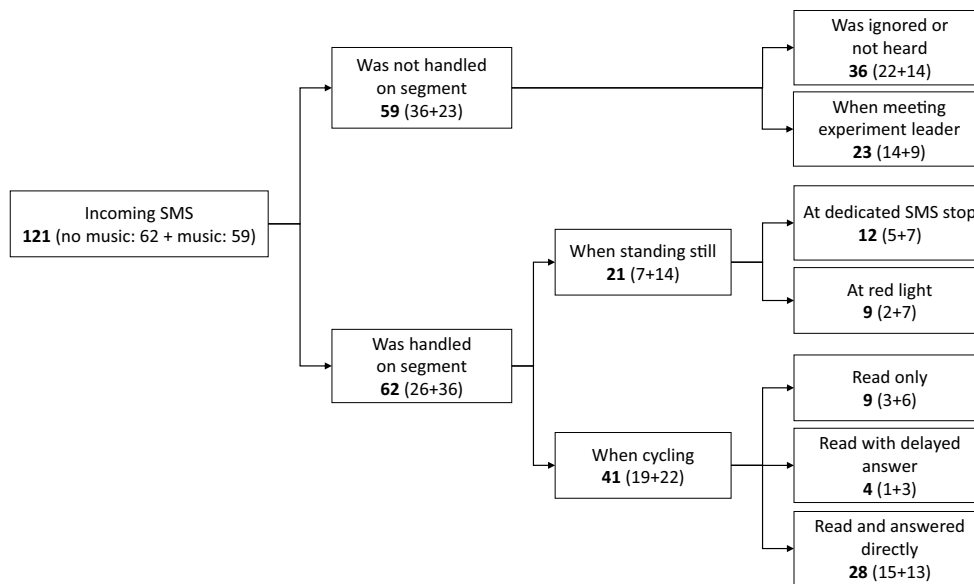 Was ignored or
not heard
36 (22+14)
Was not handled
on segment
59 (36+23)
When meeting
experiment leader
23 (14+9)
Incoming SMS
121 (no music: 62 + music: 59)
At dedicated SMS stop
12 (5+7)
When standing still
21 (7+14)
At red light
9 (2+7)
Was handled
on segment
62 (26+36)
Read only
9 (3+6)
When cycling
41 (19+22)
Read with delayed
answer
4 (1+3)
Read and answered
directly
28 (15+13)